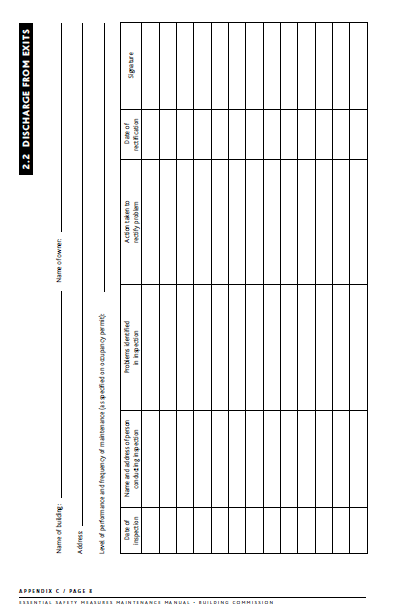 2.2 DISCHARGE FROM EXITS
Name of building: Name of owner:
Address:
Level of performance and frequency of maintenance (as specified on occupancy permit):
Date of
inspection
Name and address of person
conducting inspection
Problems identified
in inspection
Action taken to
rectify problem
Date of
rectification
Signature
APPENDIX C / PAGE 8
ESSENTIAL SAFETY MEASURES MAINTENANCE MANUAL • BUILDING COMMISSION